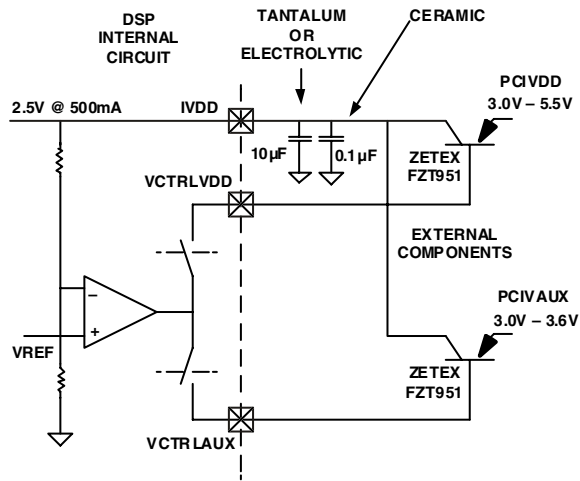 DSP
INTERNAL
CIRCUIT
TANTALUM
OR
ELECTROLYTIC
CERAMIC
2.5V @ 500mA
IVDD
PCIVDD
3.0V – 5.5V
10µF
0.1µF
ZETEX
FZT951
VCTRLVDD
EXTERNAL
COMPONENTS
–
+
VREF
PCIVAUX
3.0V – 3.6V
ZETEX
FZT951
VCTRLAUX